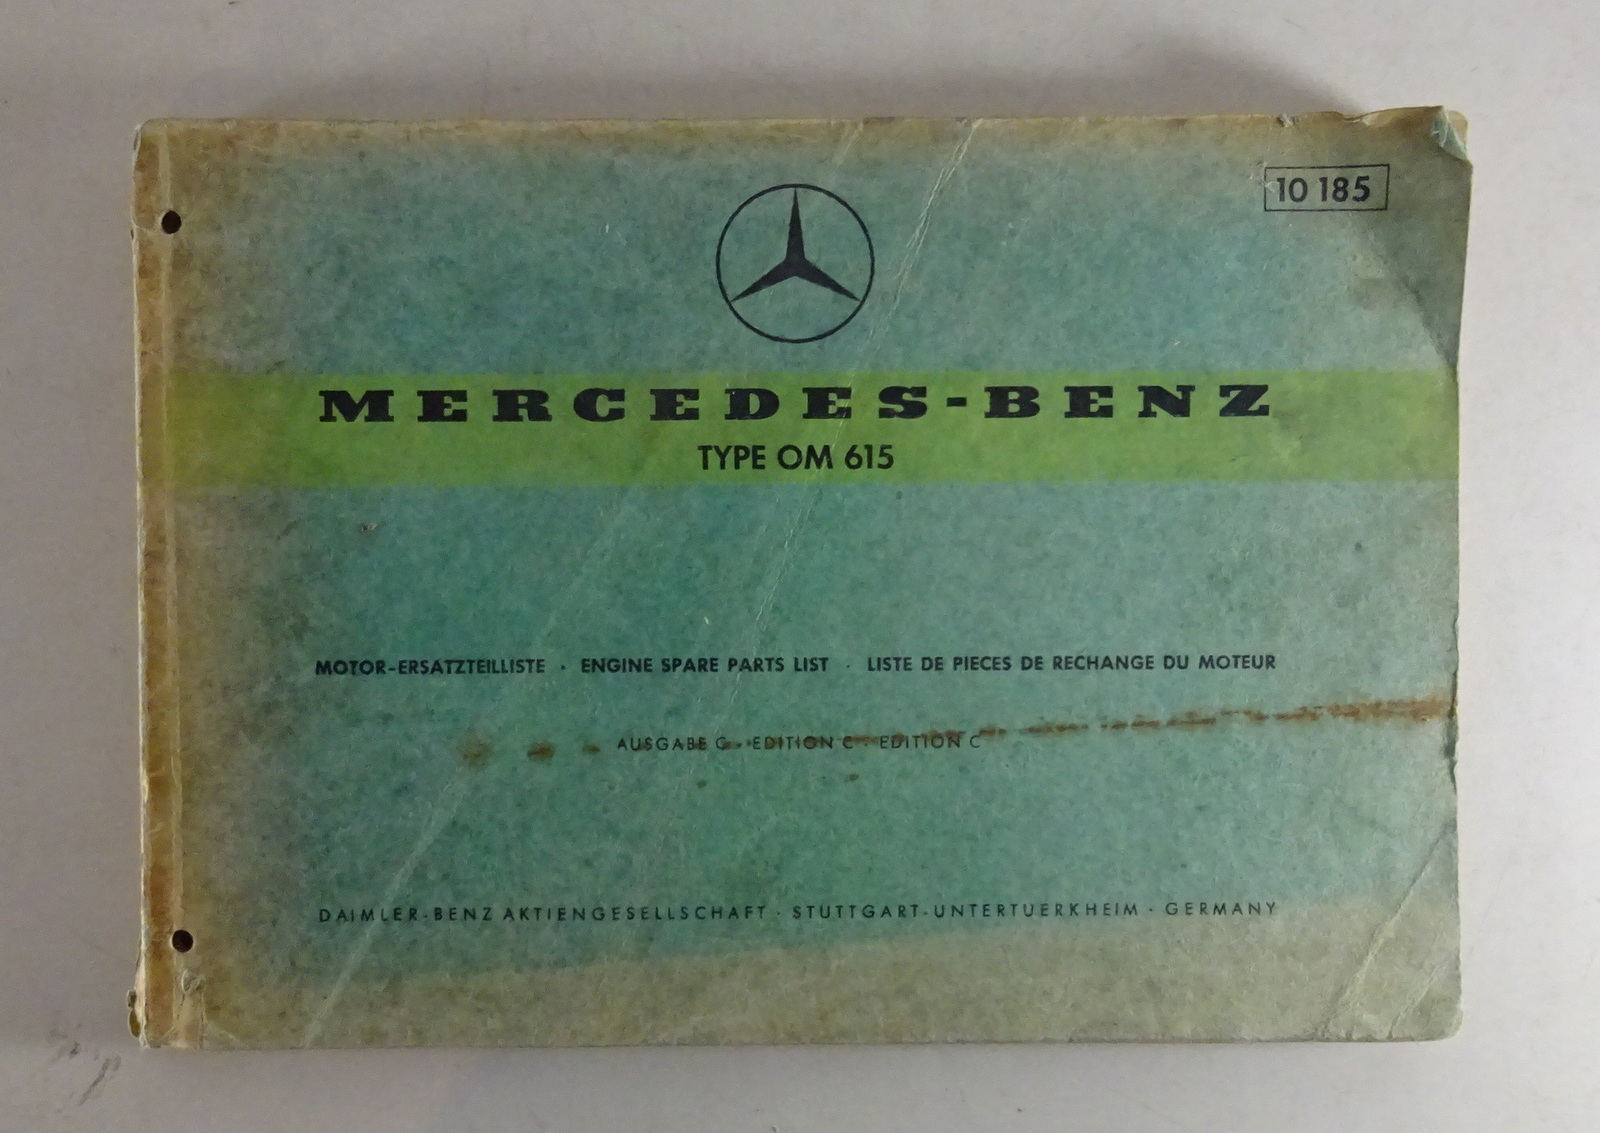 10 185
MERCEDES-BENZ
TYPE OM 615
MOTOR-ERSATZTEILLISTE · ENGINE SPARE PARTS LIST · LISTE DE PIECES DE RECHANGE DU MOTEUR
AUSGABE C · EDITION C · EDITION C
DAIMLER-BENZ AKTIENGESELLSCHAFT · STUTTGART-UNTERTUERKHEIM · GERMANY